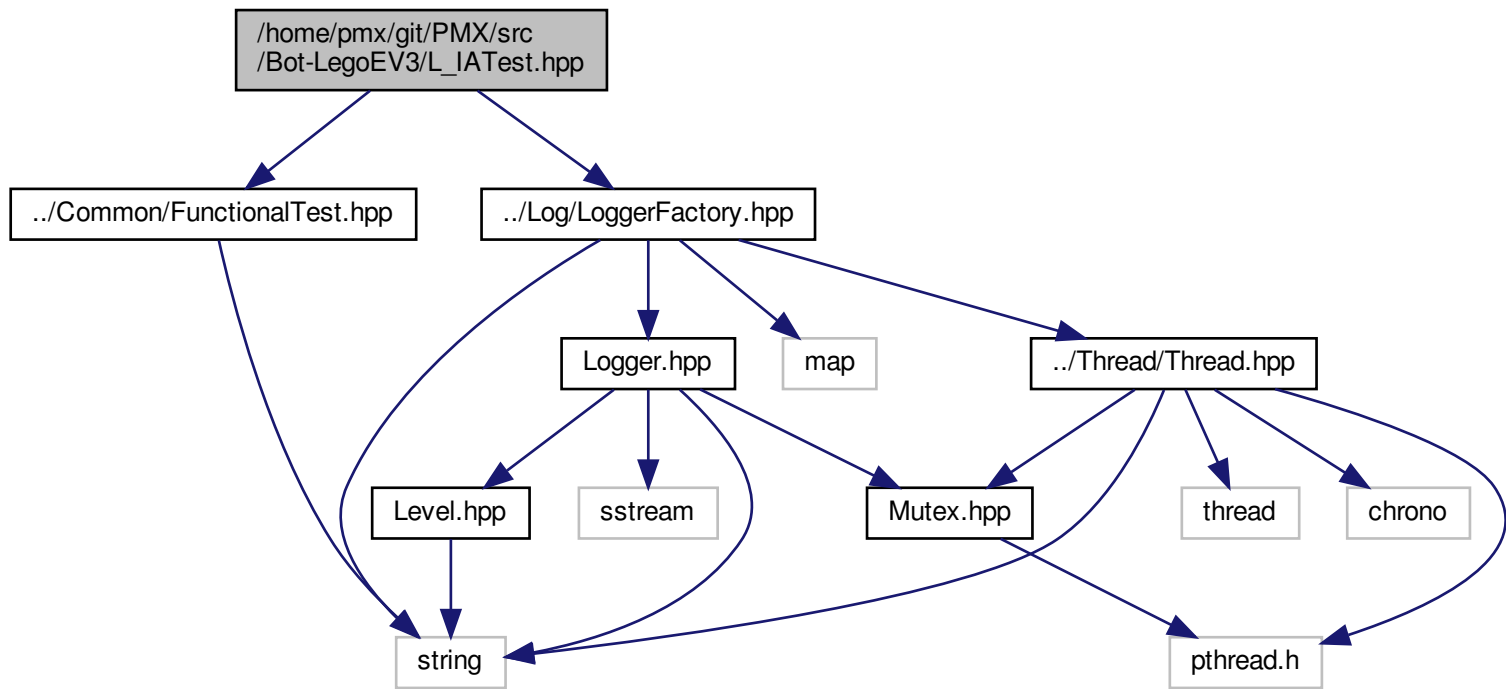 /home/pmx/git/PMX/src
/Bot-LegoEV3/L_IATest.hpp
../Common/FunctionalTest.hpp
../Log/LoggerFactory.hpp
Logger.hpp
map
../Thread/Thread.hpp
Level.hpp
sstream
Mutex.hpp
thread
chrono
string
pthread.h